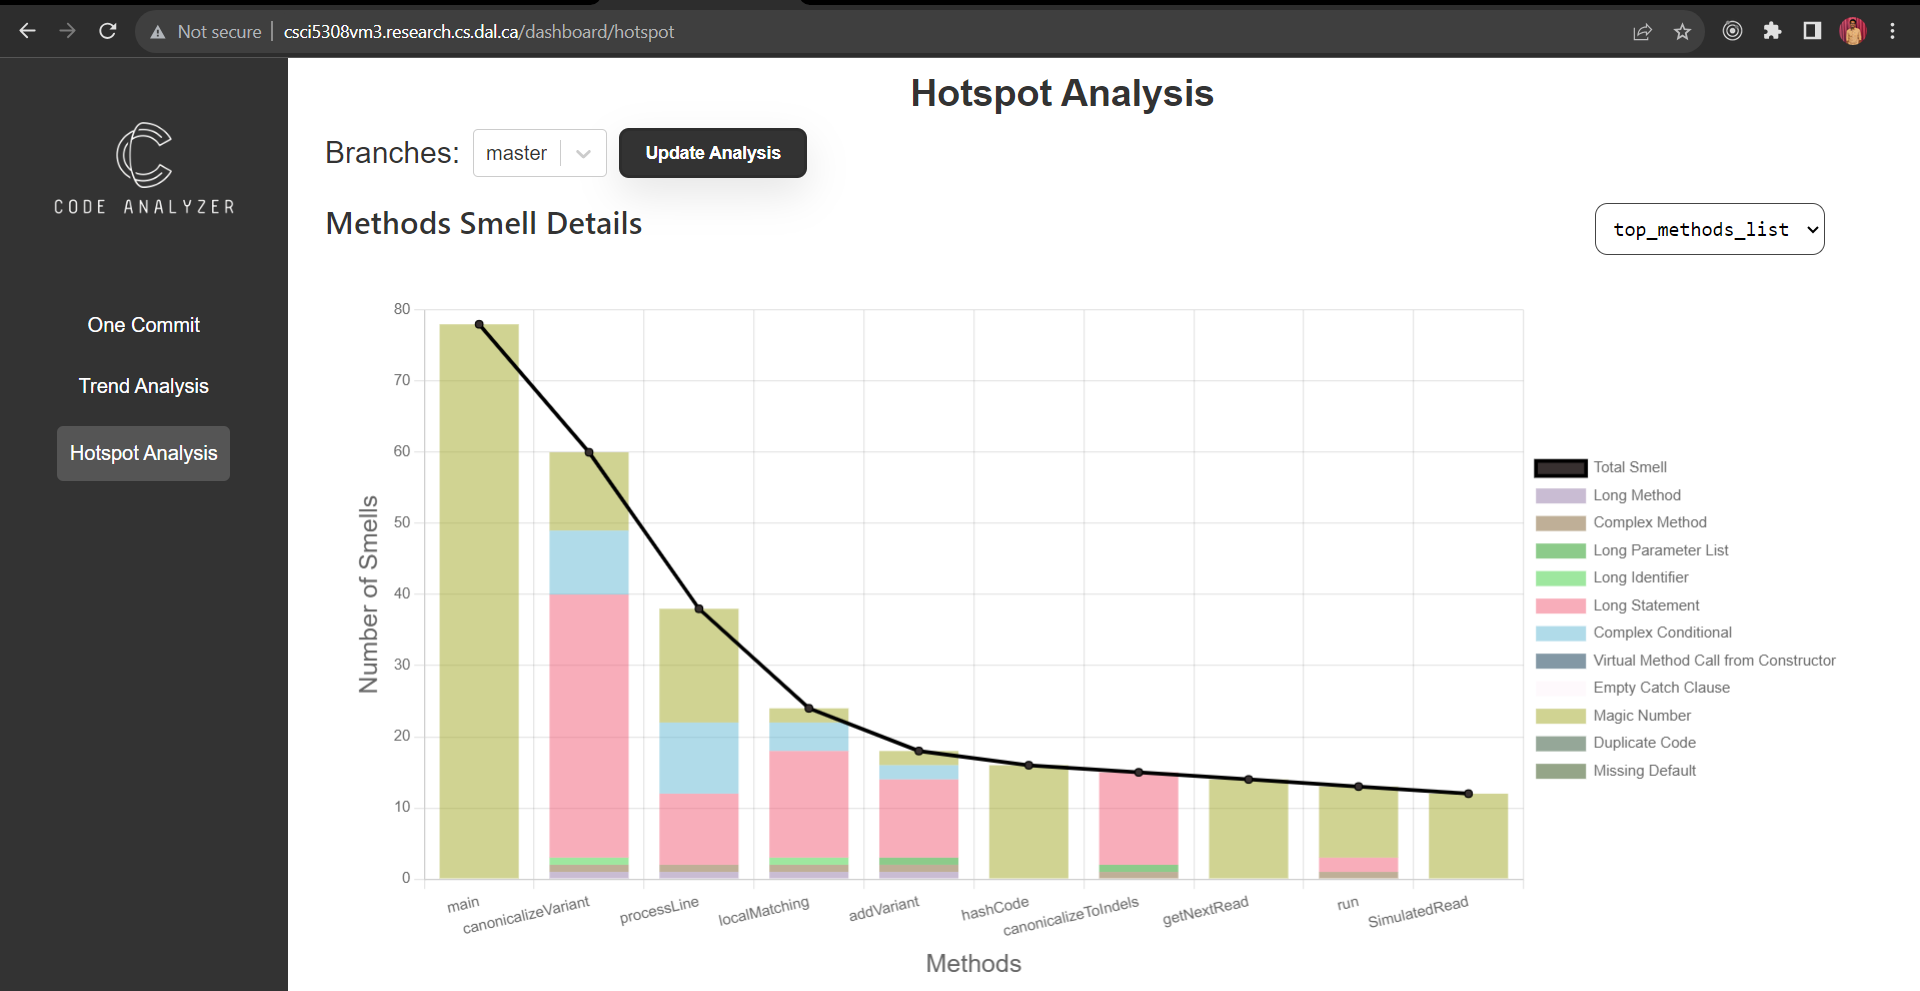 Not secure csci5308vm3.research.cs.dal.ca/dashboard/hotspot
CODE ANALYZER
One Commit
Trend Analysis
Hotspot Analysis
Hotspot Analysis
Branches: master Update Analysis
Methods Smell Details
top_methods_list
Number of Smells
80
70
60
50
40
30
20
10
0
main
canonicalizeVariant
processLine
localMatching
addVariant
hashCode
canonicalizeToIndels
getNextRead
run
SimulatedRead
Methods
Total Smell
Long Method
Complex Method
Long Parameter List
Long Identifier
Long Statement
Complex Conditional
Virtual Method Call from Constructor
Empty Catch Clause
Magic Number
Duplicate Code
Missing Default